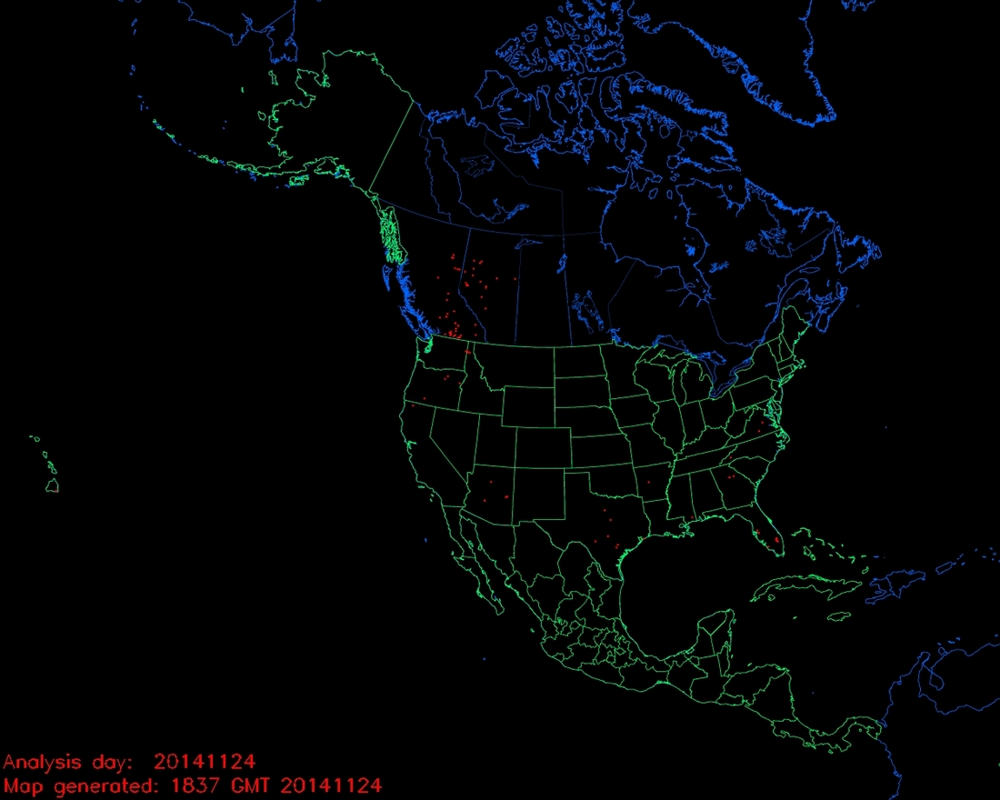 Analysis day: 20141124
Map generated: 1837 GMT 20141124